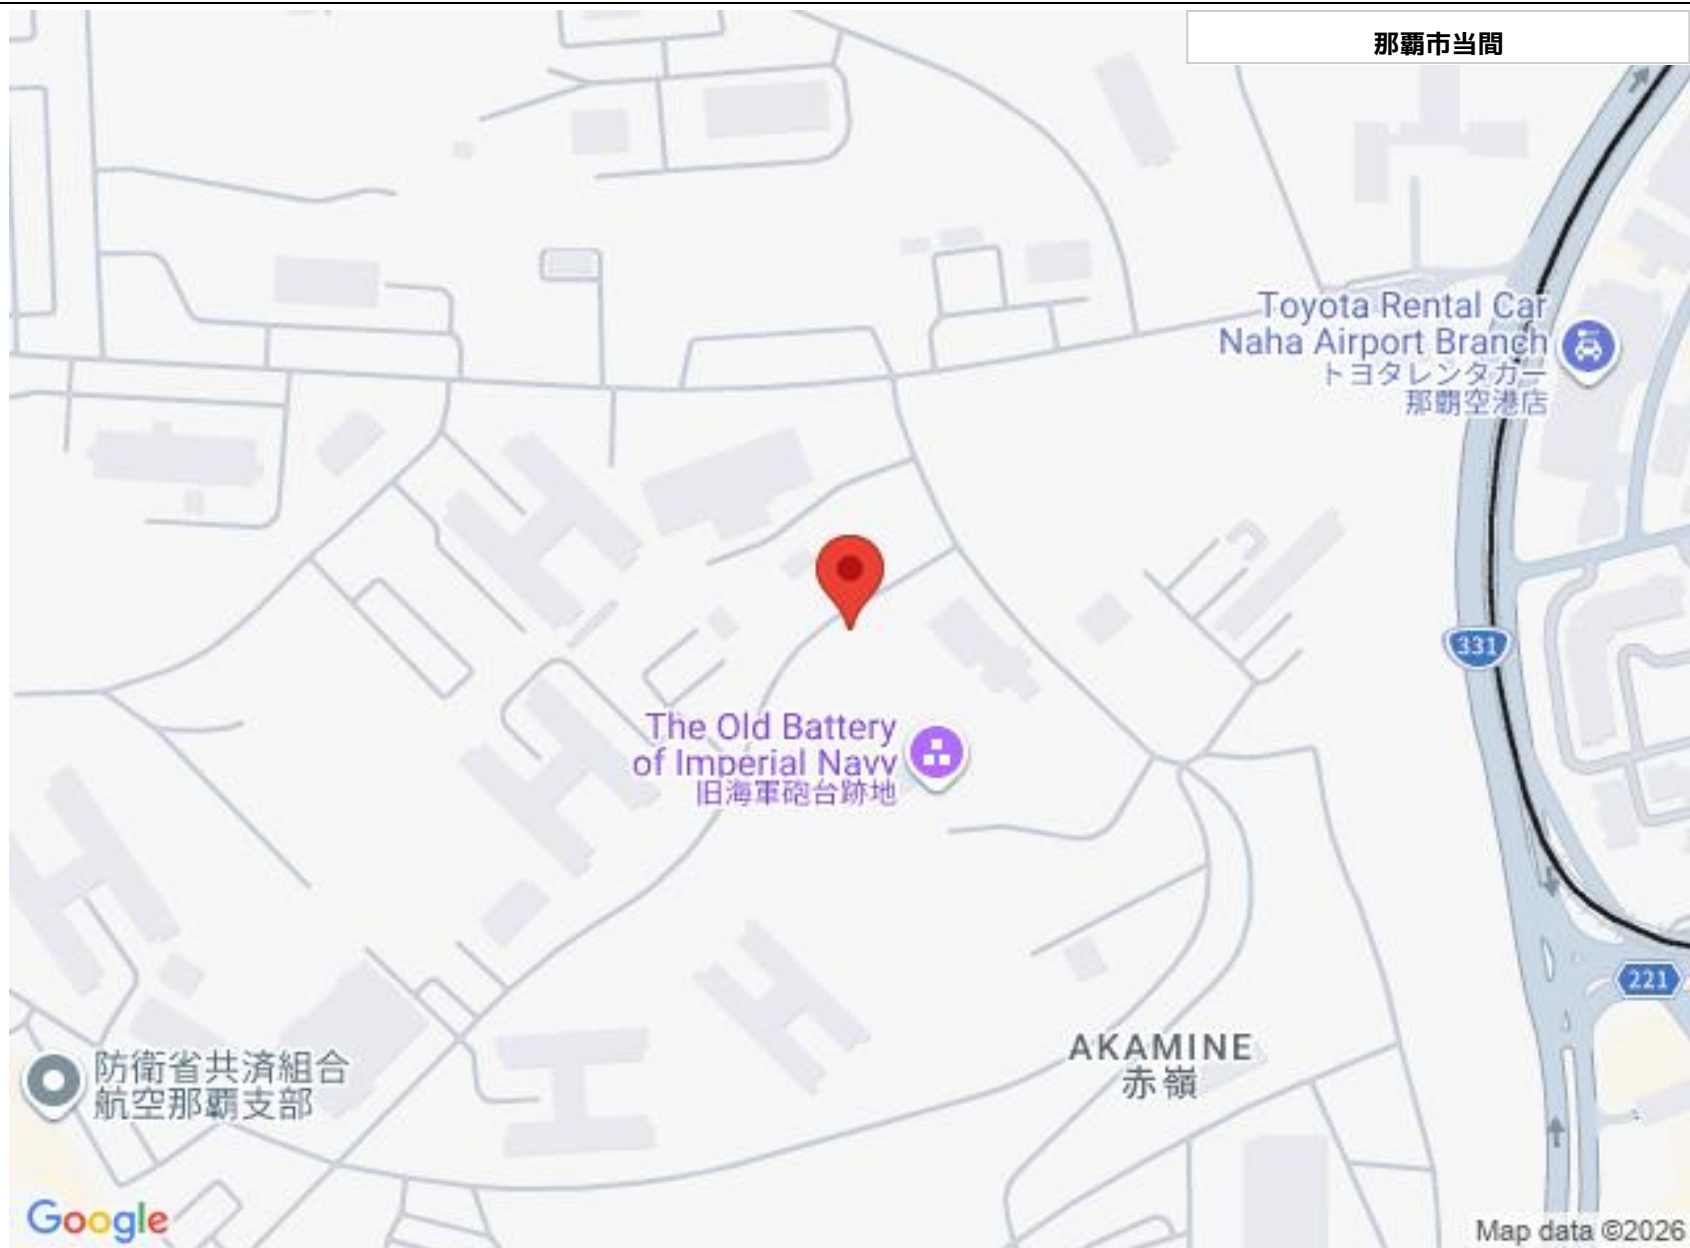 那覇市当間
Toyota Rental Car
Naha Airport Branch
トヨタレンタカー
那覇空港店
331
The Old Battery
of Imperial Navy
旧海軍砲台跡地
221
AKAMINE
赤嶺
防衛省共済組合
航空那覇支部
Google
Map data ©2026